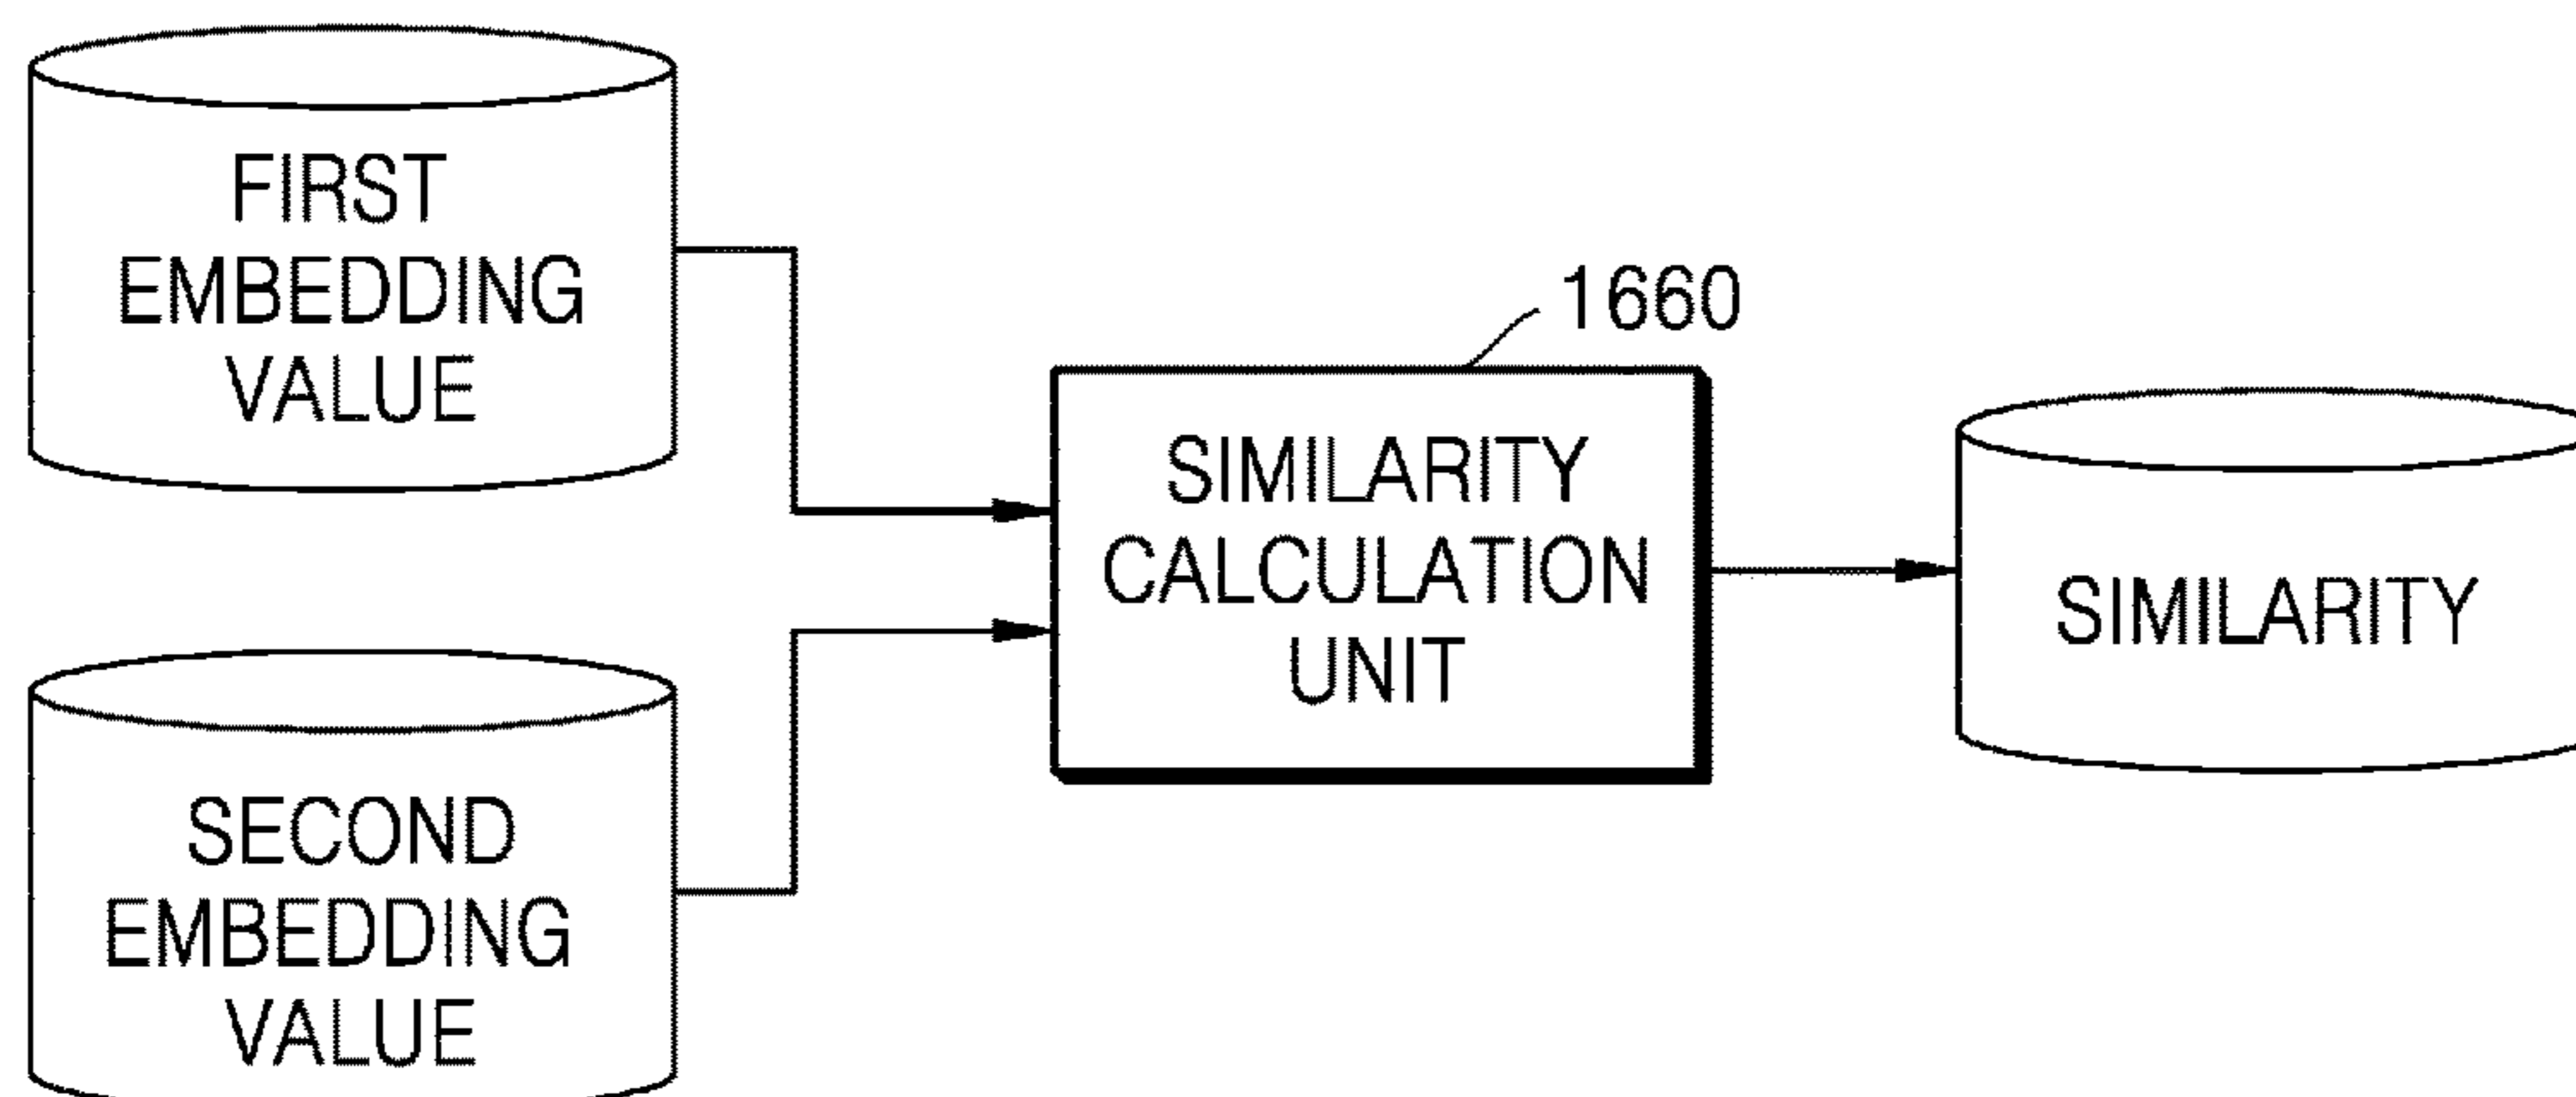 FIRST
EMBEDDING
VALUE
1660
SIMILARITY
CALCULATION
UNIT
SIMILARITY
SECOND
EMBEDDING
VALUE